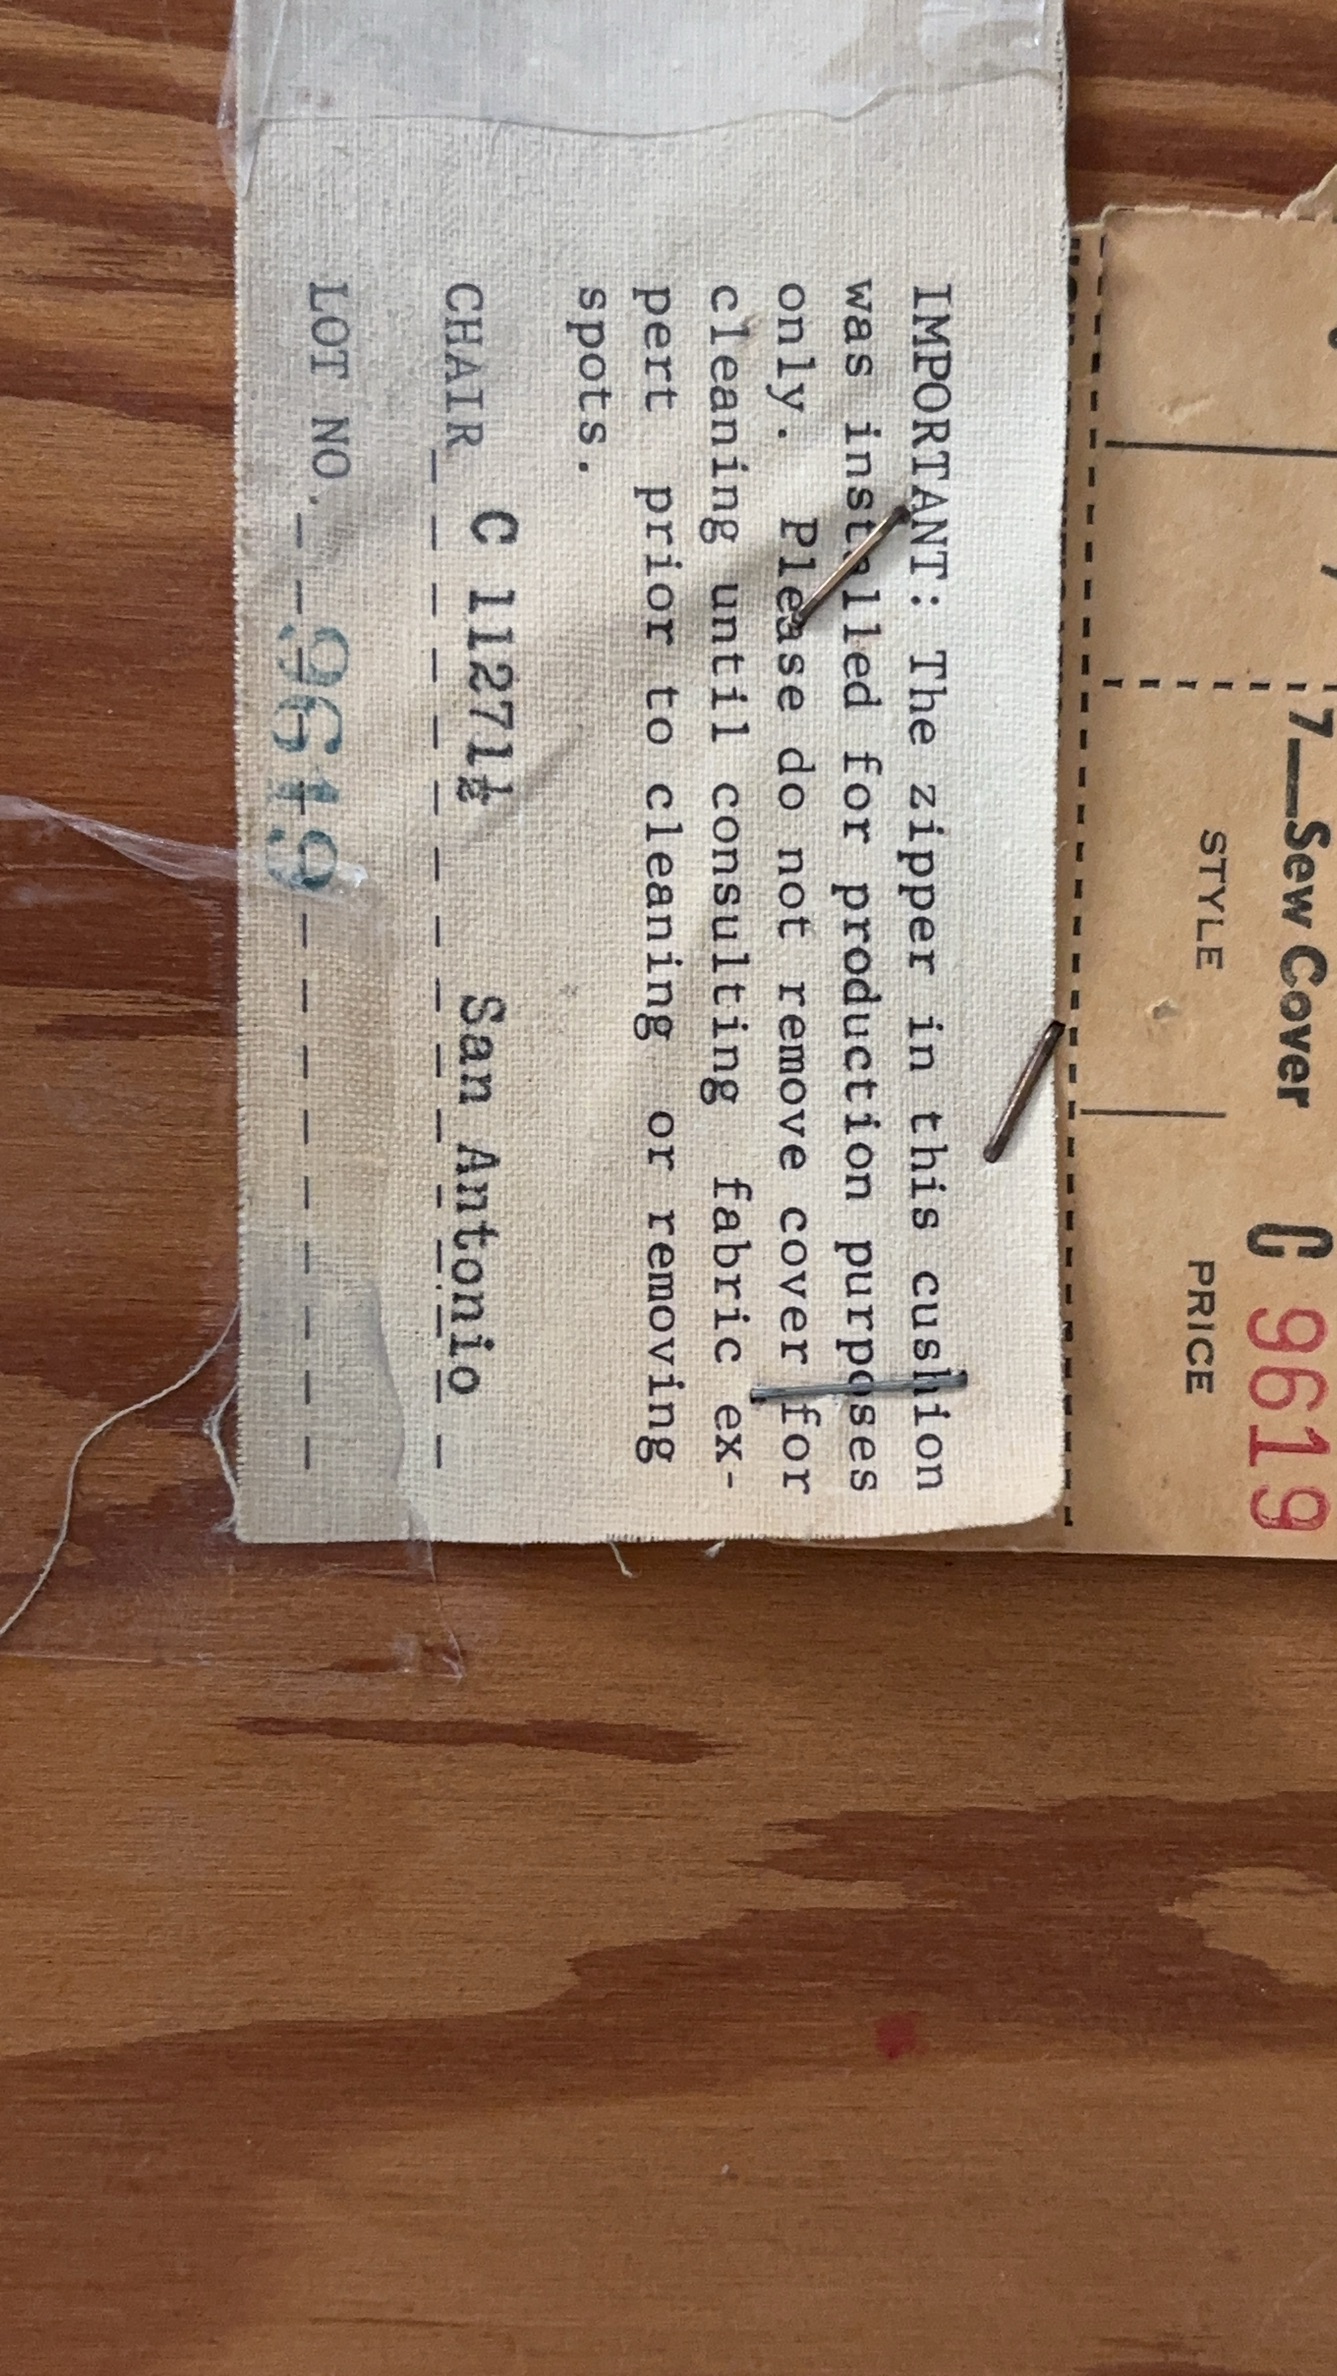 7—Sew Cover C 9619
STYLE PRICE
IMPORTANT: The zipper in this cushion
was installed for production purposes
only. Please do not remove cover for
cleaning until consulting fabric ex-
pert prior to cleaning or removing
spots.
CHAIR C 11271½ San Antonio
LOT NO. 9619